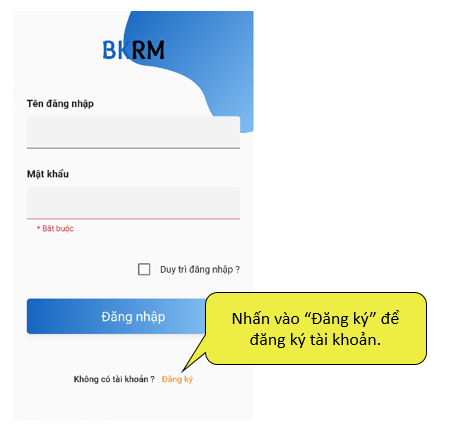 BKRM
Tên đăng nhập
Mật khẩu
* Bắt buộc
Duy trì đăng nhập ?
Đăng nhập
Nhấn vào “Đăng ký” để
đăng ký tài khoản.
Không có tài khoản ? Đăng ký